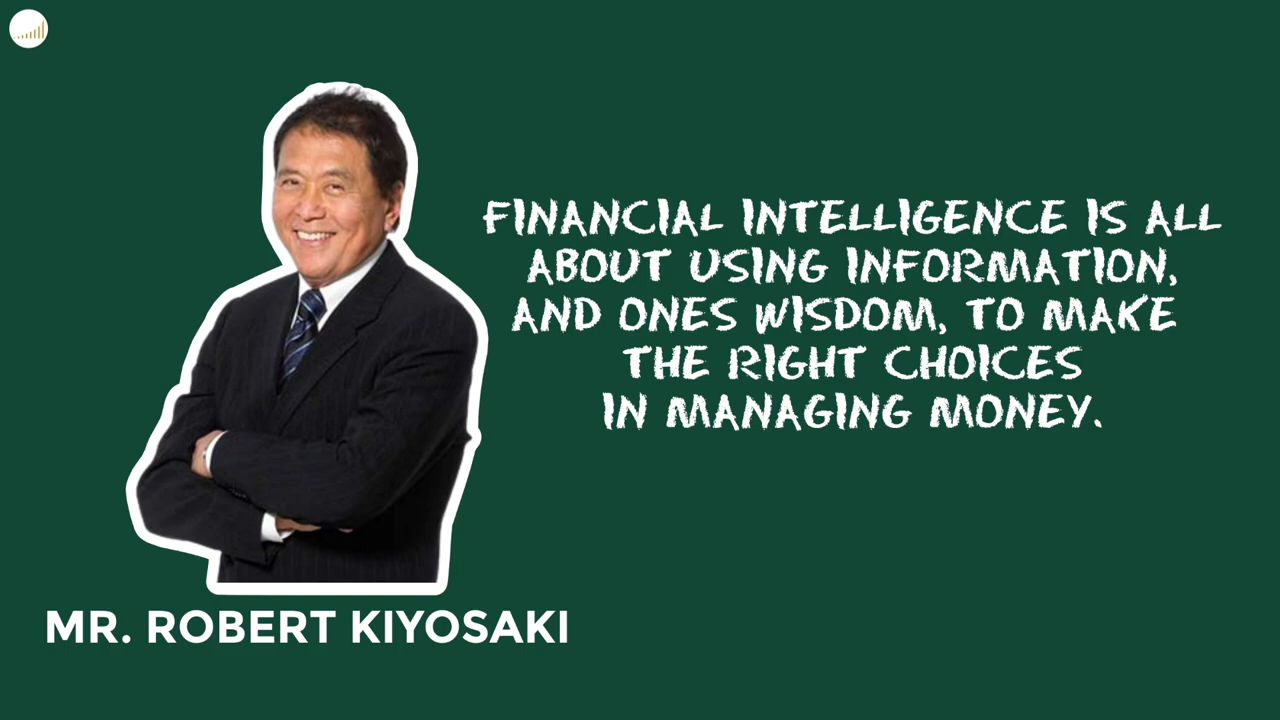 FINANCIAL INTELLIGENCE IS ALL
ABOUT USING INFORMATION,
AND ONES WISDOM, TO MAKE
THE RIGHT CHOICES
IN MANAGING MONEY.
MR. ROBERT KIYOSAKI